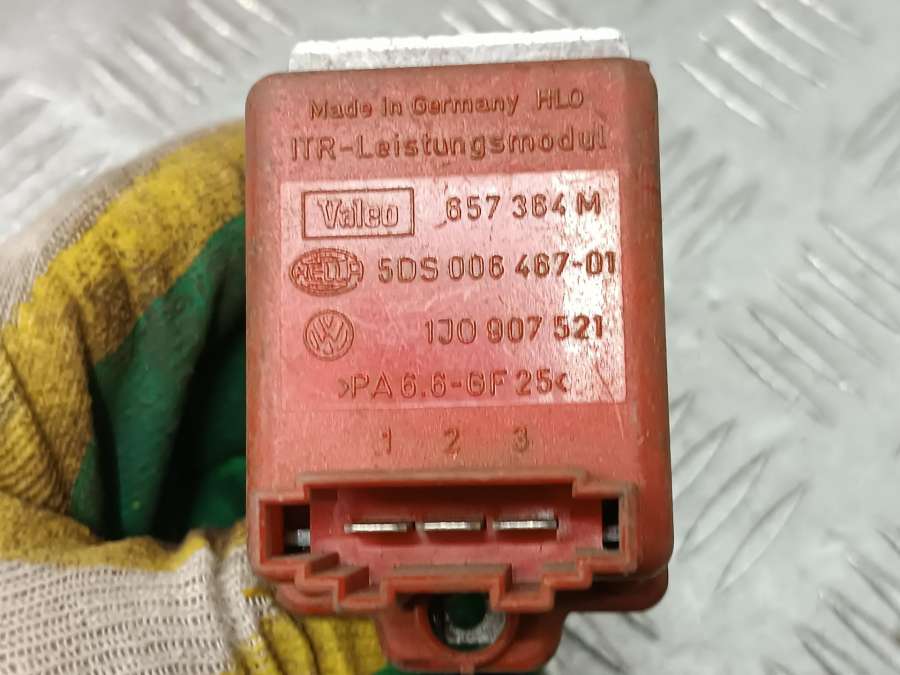 Made in Germany HLO
ITR-Leistungsmodul
Valeo 657 364 M
HELLA 5DS 006 467-01
VW 1J0 907 521
>PA 6.6-GF 25<
1 2 3